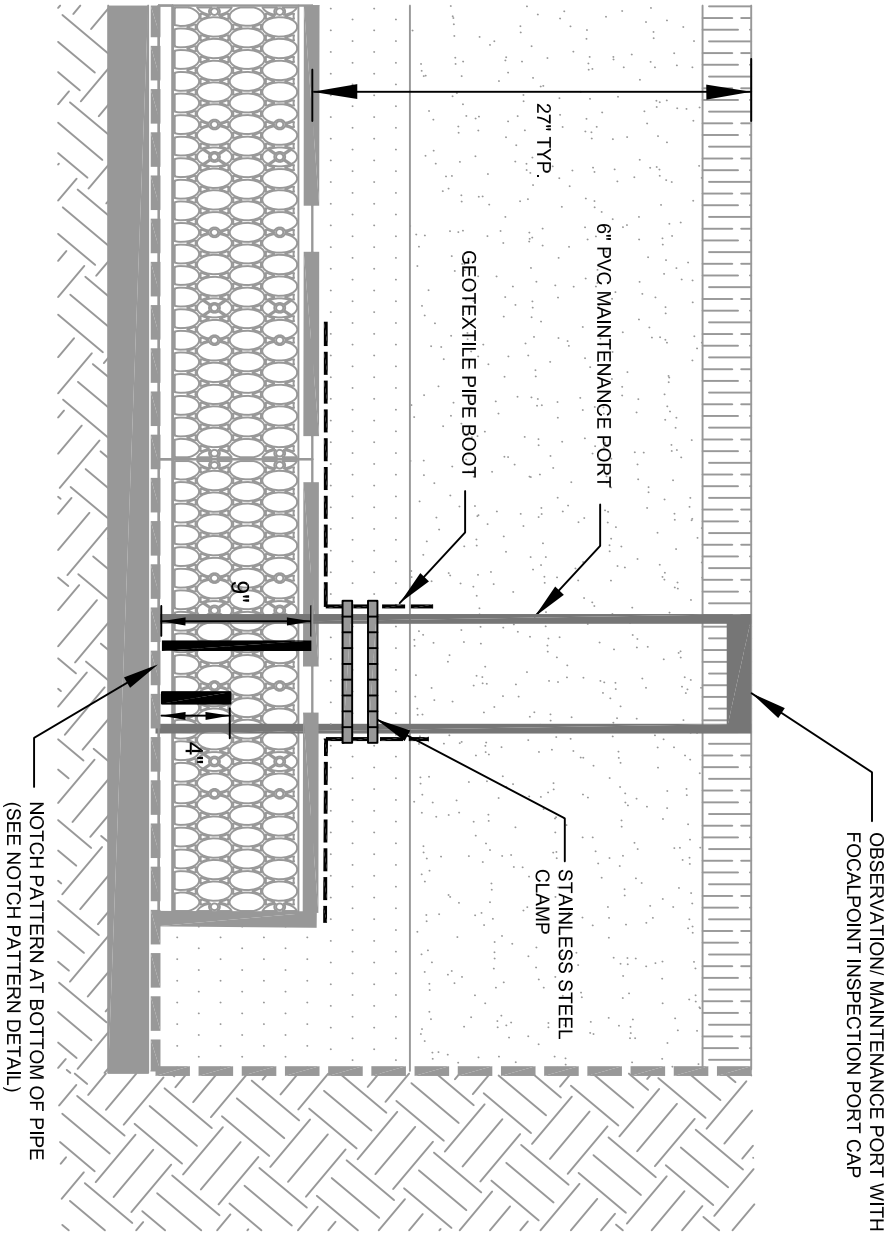 OBSERVATION/ MAINTENANCE PORT WITH
FOCALPOINT INSPECTION PORT CAP
27" TYP.
6" PVC MAINTENANCE PORT
GEOTEXTILE PIPE BOOT
STAINLESS STEEL
CLAMP
9"
4"
NOTCH PATTERN AT BOTTOM OF PIPE
(SEE NOTCH PATTERN DETAIL)